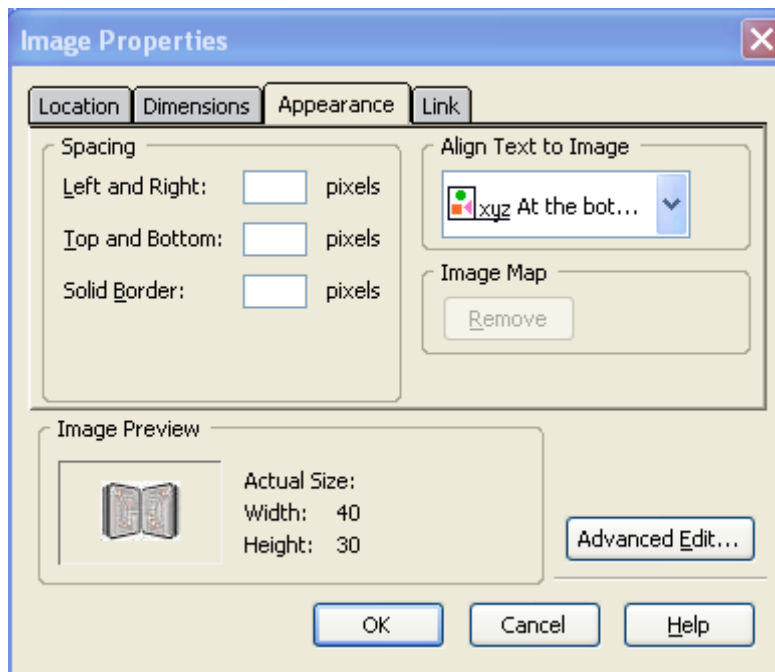 Image Properties
Location Dimensions Appearance Link
Spacing
Left and Right: pixels
Top and Bottom: pixels
Solid Border: pixels
Align Text to Image
xyz At the bot...
Image Map
Remove
Image Preview
Actual Size:
Width: 40
Height: 30
Advanced Edit...
OK Cancel Help